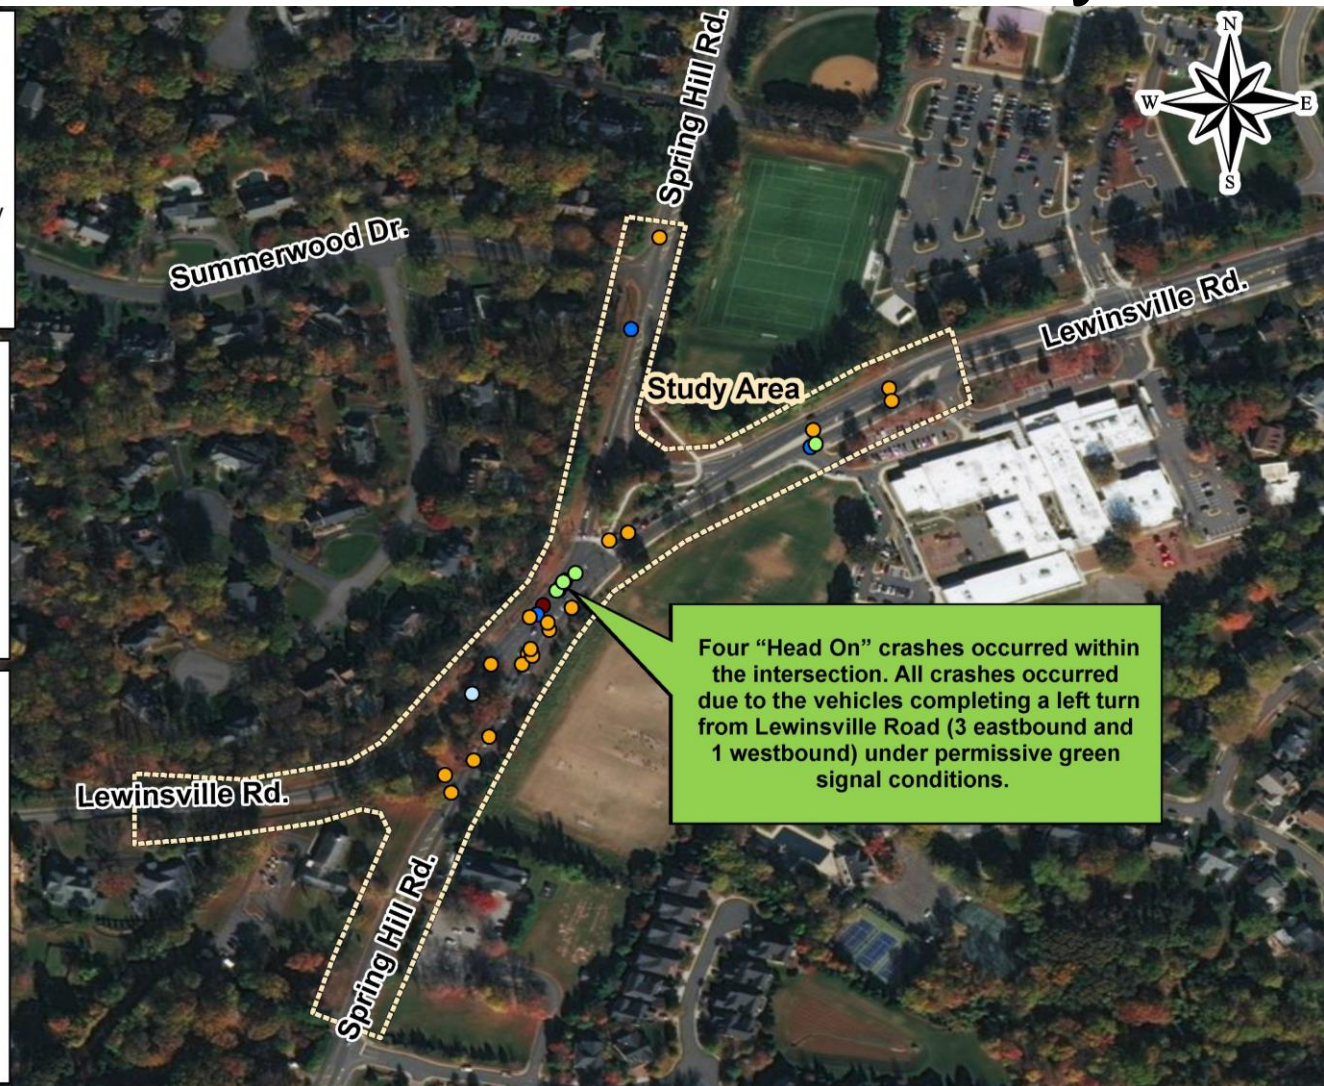 N
W
E
S
Spring Hill Rd.
Summerwood Dr.
Lewinsville Rd.
Study Area
Four “Head On” crashes occurred within
the intersection. All crashes occurred
due to the vehicles completing a left turn
from Lewinsville Road (3 eastbound and
1 westbound) under permissive green
signal conditions.
Lewinsville Rd.
Spring Hill Rd.